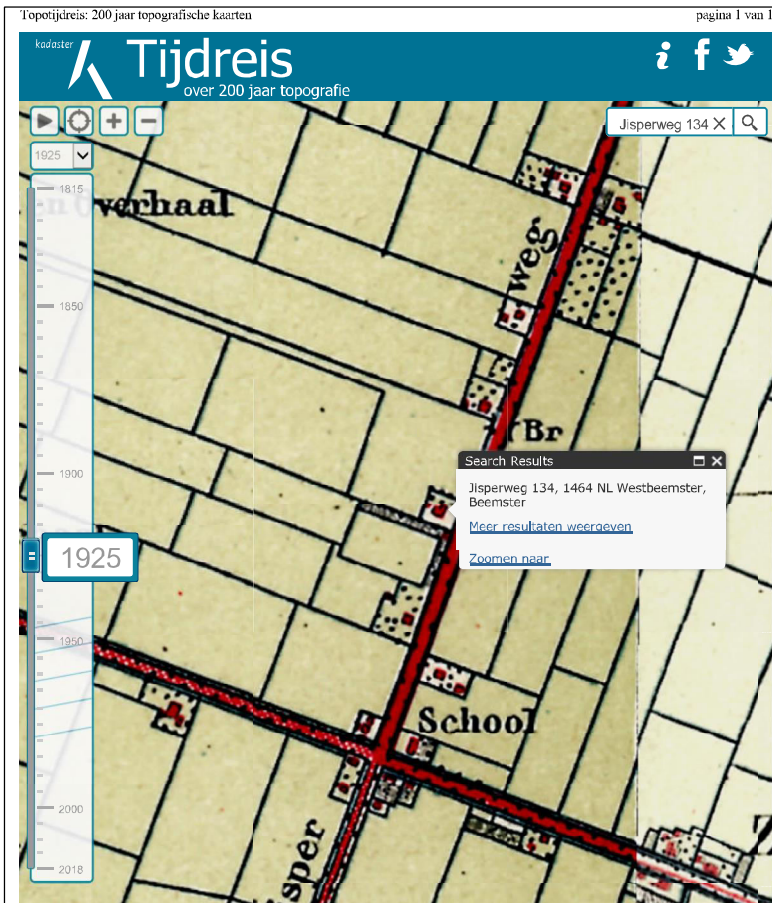 Topotijdreis: 200 jaar topografische kaarten
pagina 1 van 1
kadaster
Tijdreis
over 200 jaar topografie
Jisperweg 134
1925
1815
Overhaal
weg
1850
Br
Search Results
1900
Jisperweg 134, 1464 NL Westbeemster,
Beemster
Meer resultaten weergeven
1925
Zoomen naar
1950
School
2000
isper
2018